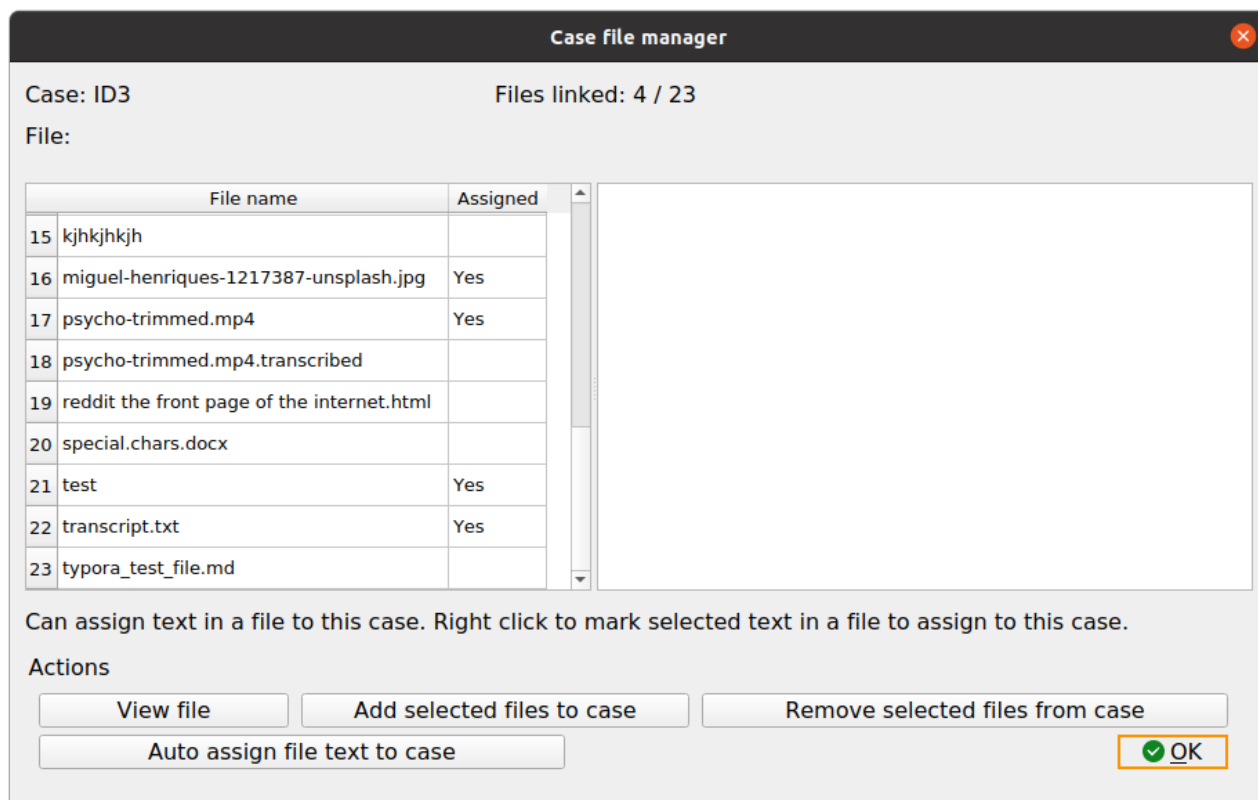 Case file manager
Case: ID3 Files linked: 4 / 23
File:
File name Assigned
15 kjhkjhkjh
16 miguel-henriques-1217387-unsplash.jpg Yes
17 psycho-trimmed.mp4 Yes
18 psycho-trimmed.mp4.transcribed
19 reddit the front page of the internet.html
20 special.chars.docx
21 test Yes
22 transcript.txt Yes
23 typora_test_file.md
Can assign text in a file to this case. Right click to mark selected text in a file to assign to this case.
Actions
View file Add selected files to case Remove selected files from case
Auto assign file text to case OK